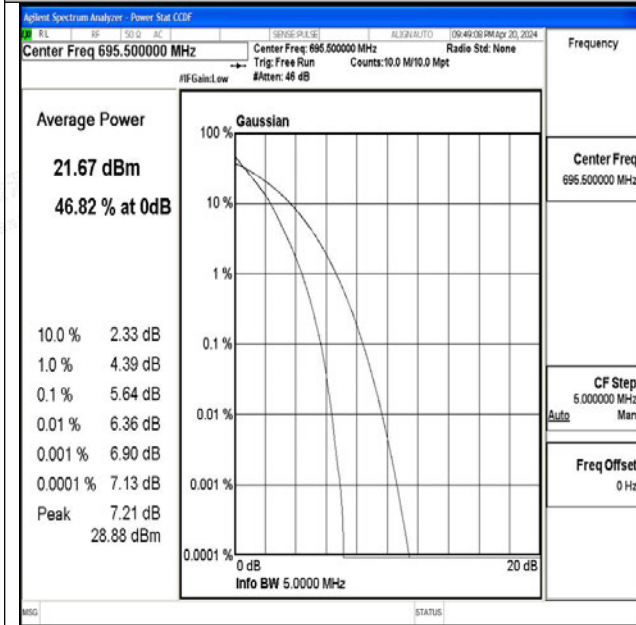 Agilent Spectrum Analyzer - Power Stat CCDF
RL RF 50 Ω AC SENSE:PULSE ALIGNAUTO 09:49:08 PM Apr 20, 2024
Center Freq 695.500000 MHz
Center Freq: 695.500000 MHz Radio Std: None
Trig: Free Run Counts:10.0 M/10.0 Mpt
#IFGain:Low #Atten: 46 dB
Frequency
Average Power
21.67 dBm
46.82 % at 0dB
10.0 % 2.33 dB
1.0 % 4.39 dB
0.1 % 5.64 dB
0.01 % 6.36 dB
0.001 % 6.90 dB
0.0001 % 7.13 dB
Peak 7.21 dB
28.88 dBm
Gaussian
100 %
10 %
1 %
0.1 %
0.01 %
0.001 %
0.0001 %
0 dB 20 dB
Info BW 5.0000 MHz
Center Freq
695.500000 MHz
CF Step
5.000000 MHz
Auto Man
Freq Offset
0 Hz
MSG STATUS